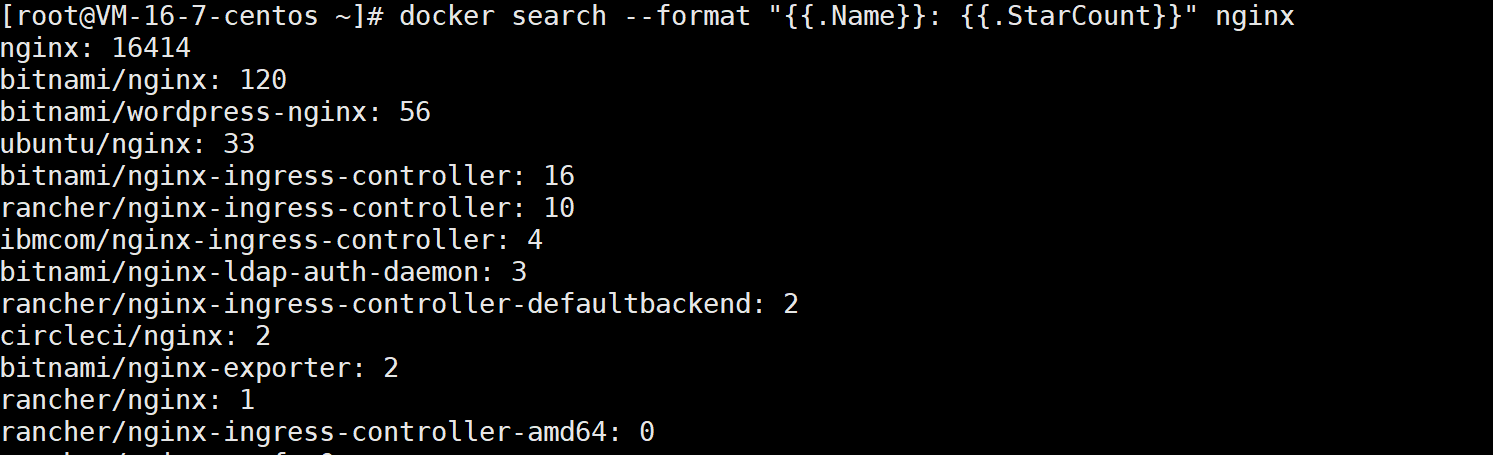 [root@VM-16-7-centos ~]# docker search --format "{{.Name}}: {{.StarCount}}" nginx
nginx: 16414
bitnami/nginx: 120
bitnami/wordpress-nginx: 56
ubuntu/nginx: 33
bitnami/nginx-ingress-controller: 16
rancher/nginx-ingress-controller: 10
ibmcom/nginx-ingress-controller: 4
bitnami/nginx-ldap-auth-daemon: 3
rancher/nginx-ingress-controller-defaultbackend: 2
circleci/nginx: 2
bitnami/nginx-exporter: 2
rancher/nginx: 1
rancher/nginx-ingress-controller-amd64: 0